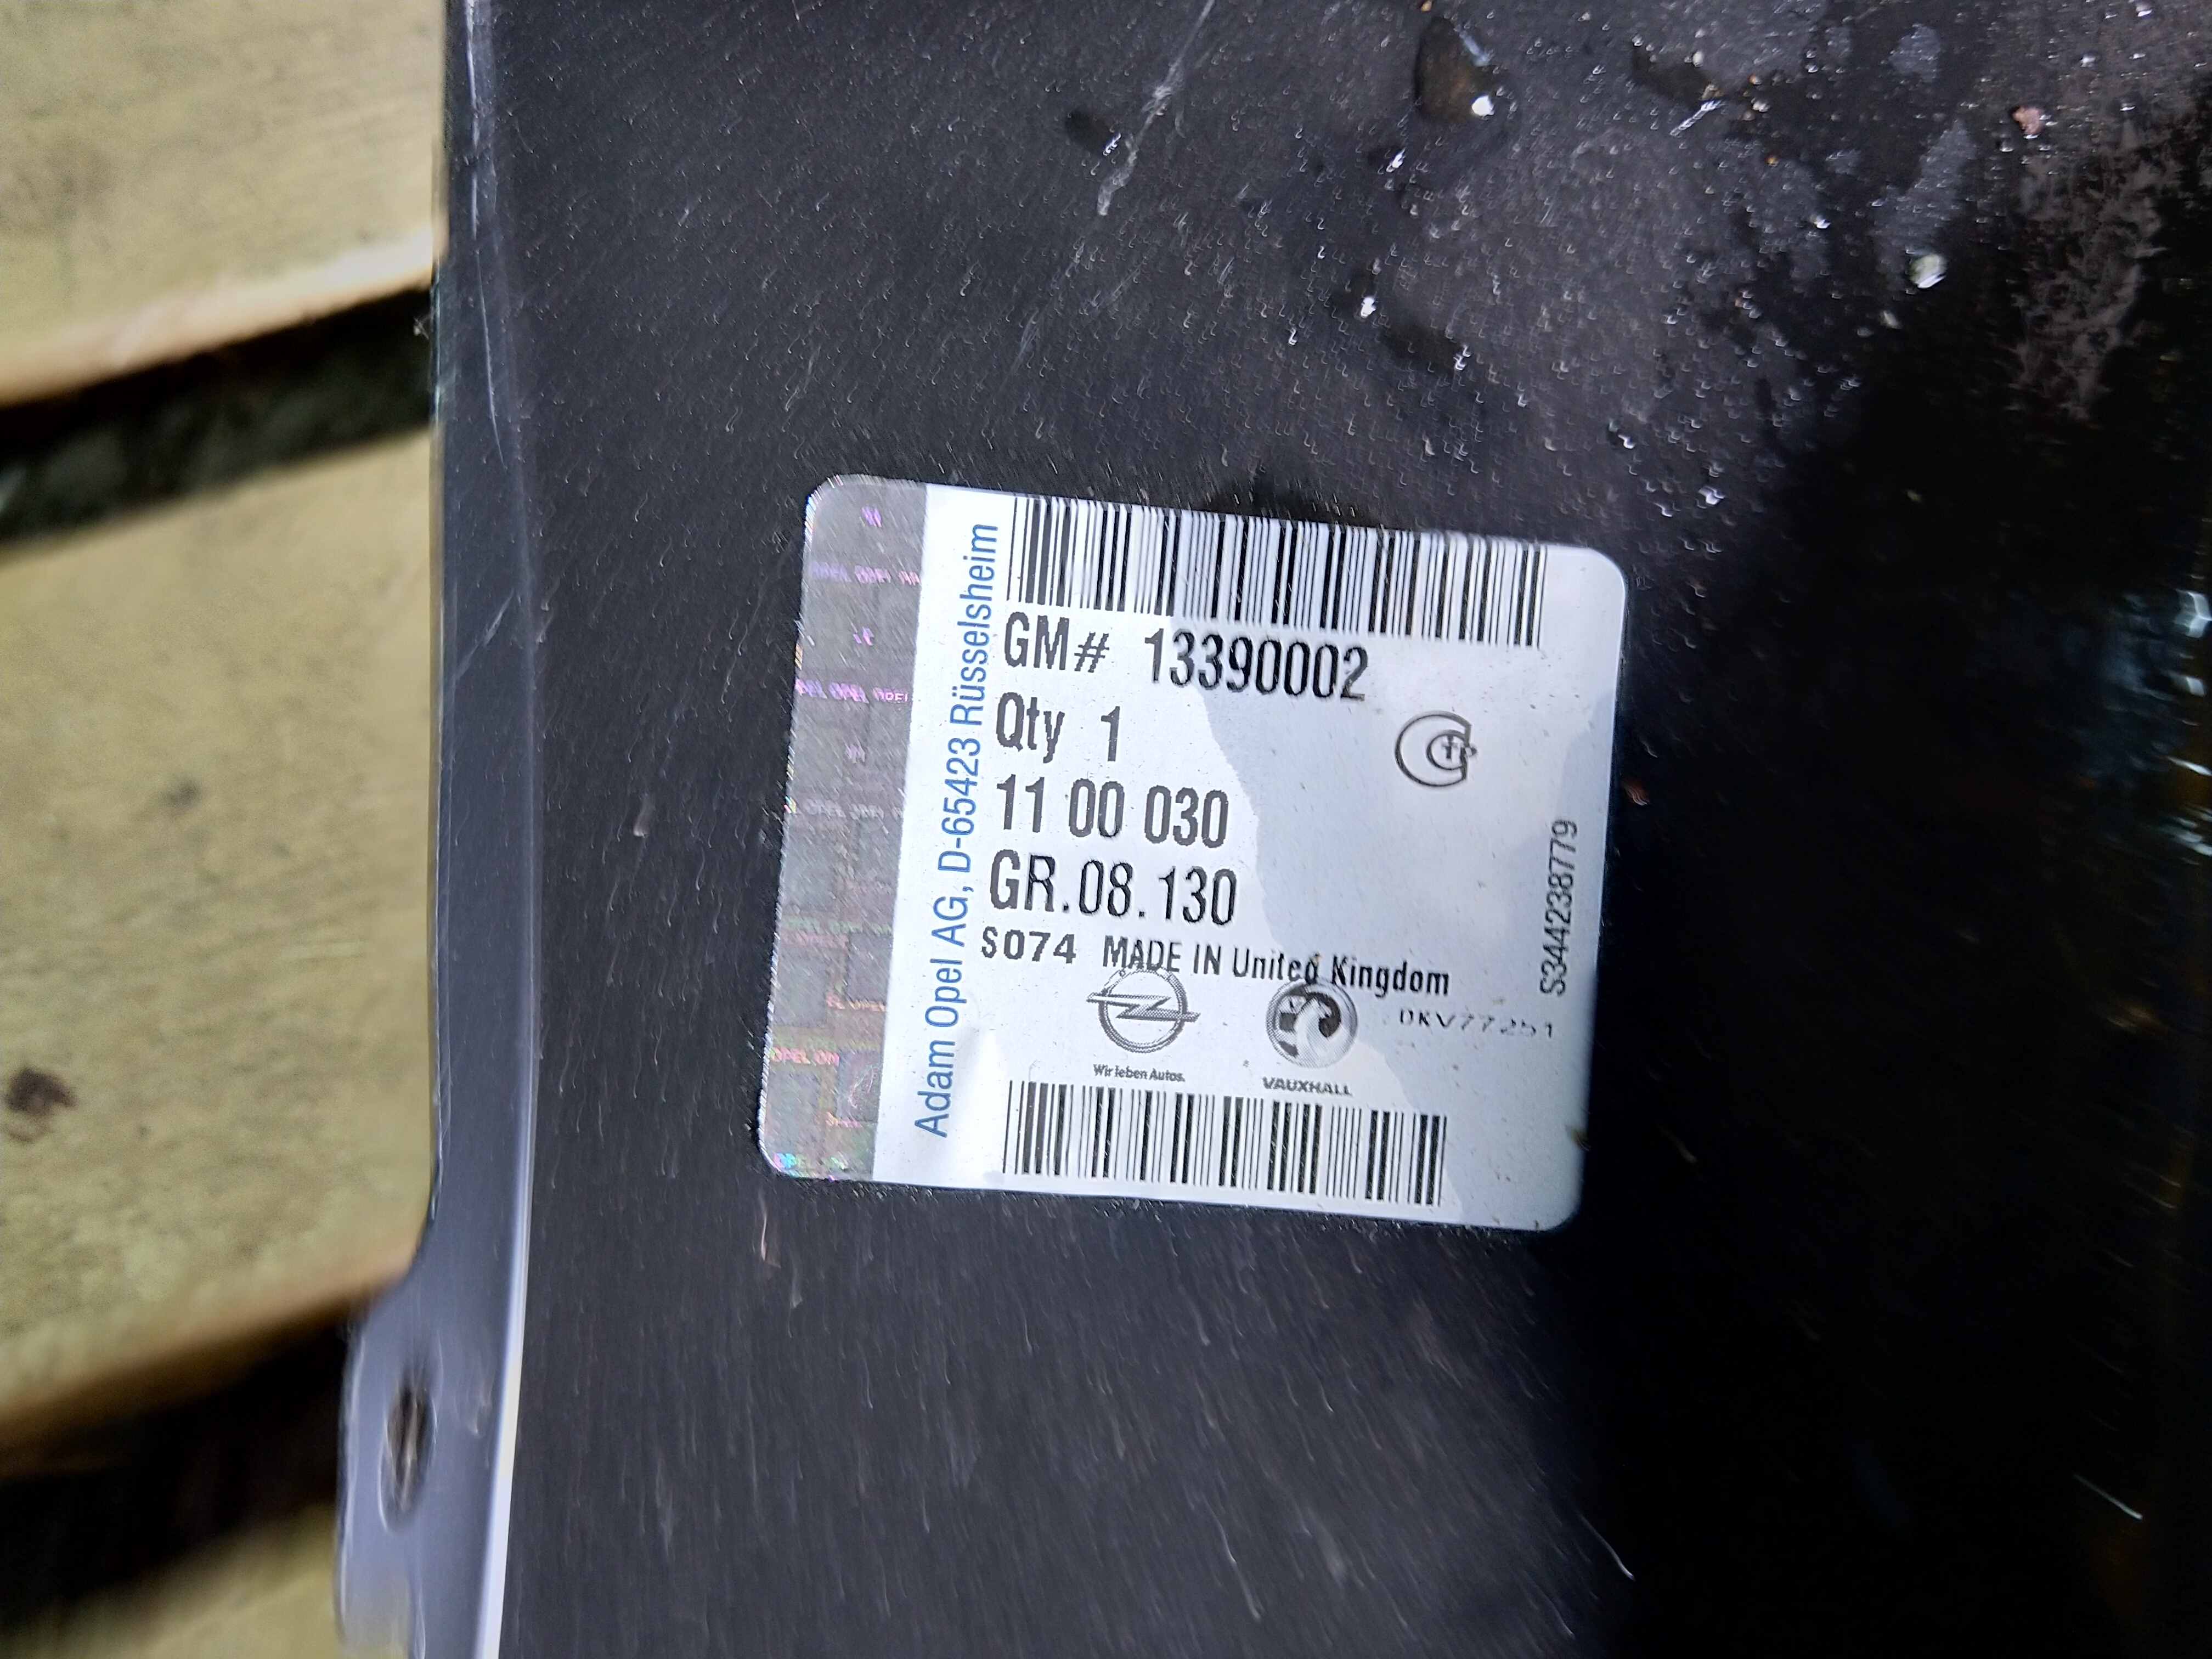 GM# 13390002
Qty 1
11 00 030
GR.08.130
S074 MADE IN United Kingdom
DKV77251
Wir leben Autos.
VAUXHALL
Adam Opel AG, D-65423 Rüsselsheim
S344238779